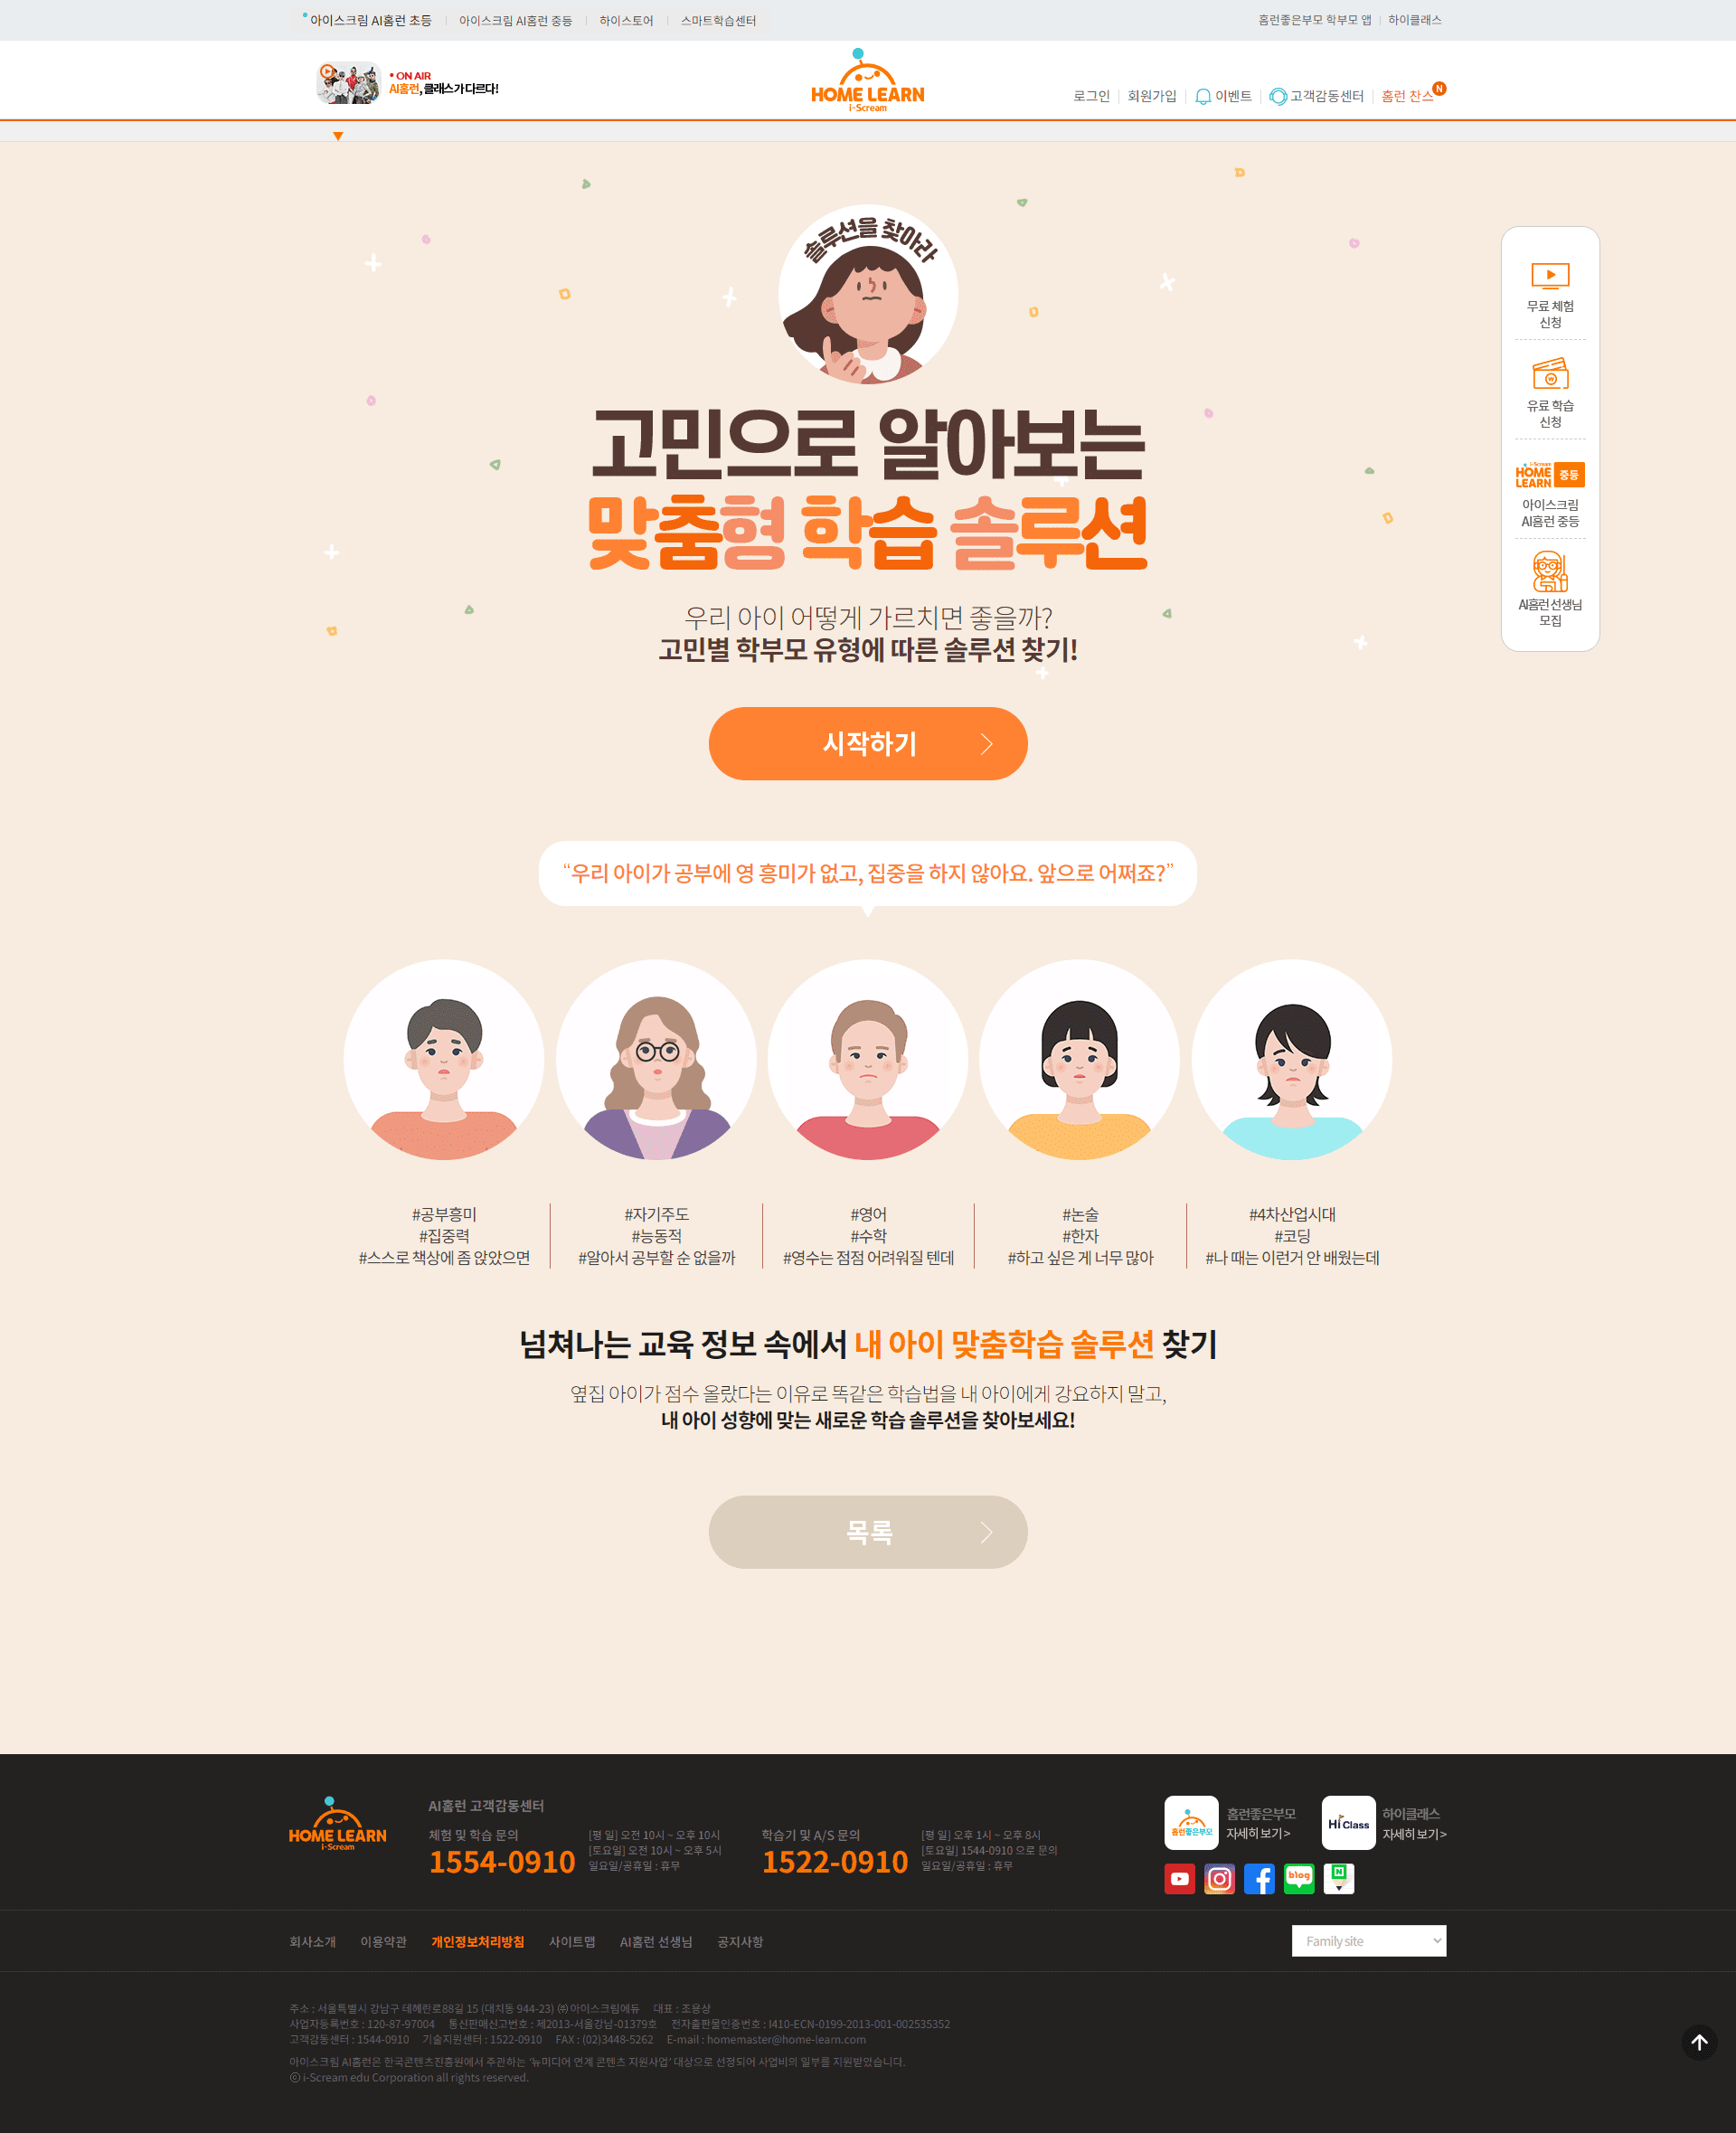 아이스크림 AI홈런 초등
아이스크림 AI홈런 중등
하이스토어
스마트학습센터
홈런좋은부모 학부모 앱
하이클래스
• ON AIR
AI홈런, 클래스가 다르다!
HOME LEARN
i-Scream
로그인
회원가입
이벤트
고객감동센터
홈런 찬스
N
솔루션을 찾아라
고민으로 알아보는
맞춤형 학습 솔루션
우리 아이 어떻게 가르치면 좋을까?
고민별 학부모 유형에 따른 솔루션 찾기!
시작하기
무료 체험
신청
유료 학습
신청
i-Scream
HOME
LEARN
중등
아이스크림
AI홈런 중등
AI홈런 선생님
모집
“우리 아이가 공부에 영 흥미가 없고, 집중을 하지 않아요. 앞으로 어쩌죠?”
#공부흥미
#집중력
#스스로 책상에 좀 앉았으면
#자기주도
#능동적
#알아서 공부할 순 없을까
#영어
#수학
#영수는 점점 어려워질 텐데
#논술
#한자
#하고 싶은 게 너무 많아
#4차산업시대
#코딩
#나 때는 이런거 안 배웠는데
넘쳐나는 교육 정보 속에서 내 아이 맞춤학습 솔루션 찾기
옆집 아이가 점수 올랐다는 이유로 똑같은 학습법을 내 아이에게 강요하지 말고,
내 아이 성향에 맞는 새로운 학습 솔루션을 찾아보세요!
목록
HOME LEARN
i-Scream
AI홈런 고객감동센터
체험 및 학습 문의
1554-0910
[평 일] 오전 10시 ~ 오후 10시
[토요일] 오전 10시 ~ 오후 5시
일요일/공휴일 : 휴무
학습기 및 A/S 문의
1522-0910
[평 일] 오후 1시 ~ 오후 8시
[토요일] 1544-0910 으로 문의
일요일/공휴일 : 휴무
홈런좋은부모
홈런좋은부모
자세히 보기 >
Hi Class
하이클래스
자세히 보기 >
blog
N
회사소개
이용약관
개인정보처리방침
사이트맵
AI홈런 선생님
공지사항
Family site
주소 : 서울특별시 강남구 테헤란로88길 15 (대치동 944-23) ㈜ 아이스크림에듀 대표 : 조용상
사업자등록번호 : 120-87-97004 통신판매신고번호 : 제2013-서울강남-01379호 전자출판물인증번호 : I410-ECN-0199-2013-001-002535352
고객감동센터 : 1544-0910 기술지원센터 : 1522-0910 FAX : (02)3448-5262 E-mail : homemaster@home-learn.com
아이스크림 AI홈런은 한국콘텐츠진흥원에서 주관하는 ‘뉴미디어 연계 콘텐츠 지원사업’ 대상으로 선정되어 사업비의 일부를 지원받았습니다.
ⓒ i-Scream edu Corporation all rights reserved.